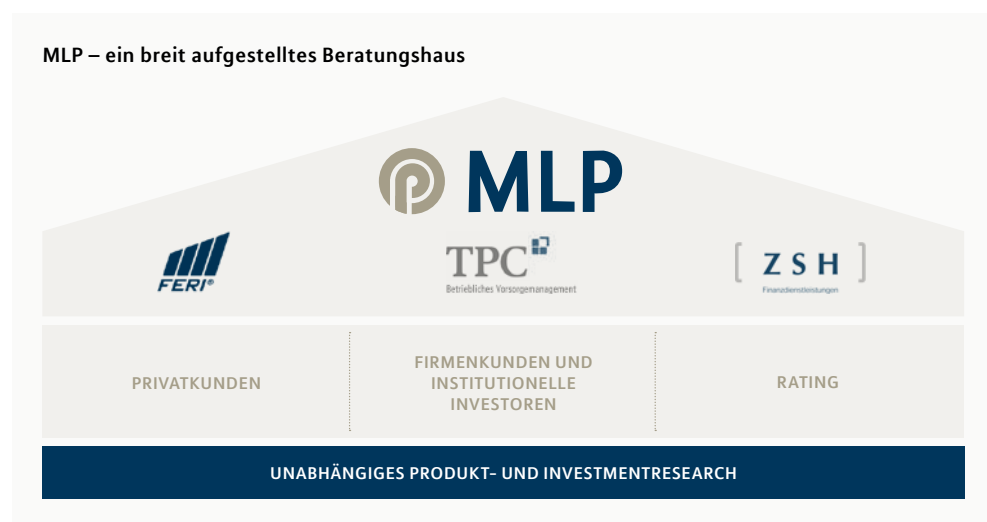 MLP – ein breit aufgestelltes Beratungshaus
MLP
FERI®
TPC
Betriebliches Vorsorgemanagement
[ ZSH ]
Finanzdienstleistungen
PRIVATKUNDEN
FIRMENKUNDEN UND
INSTITUTIONELLE
INVESTOREN
RATING
UNABHÄNGIGES PRODUKT- UND INVESTMENTRESEARCH